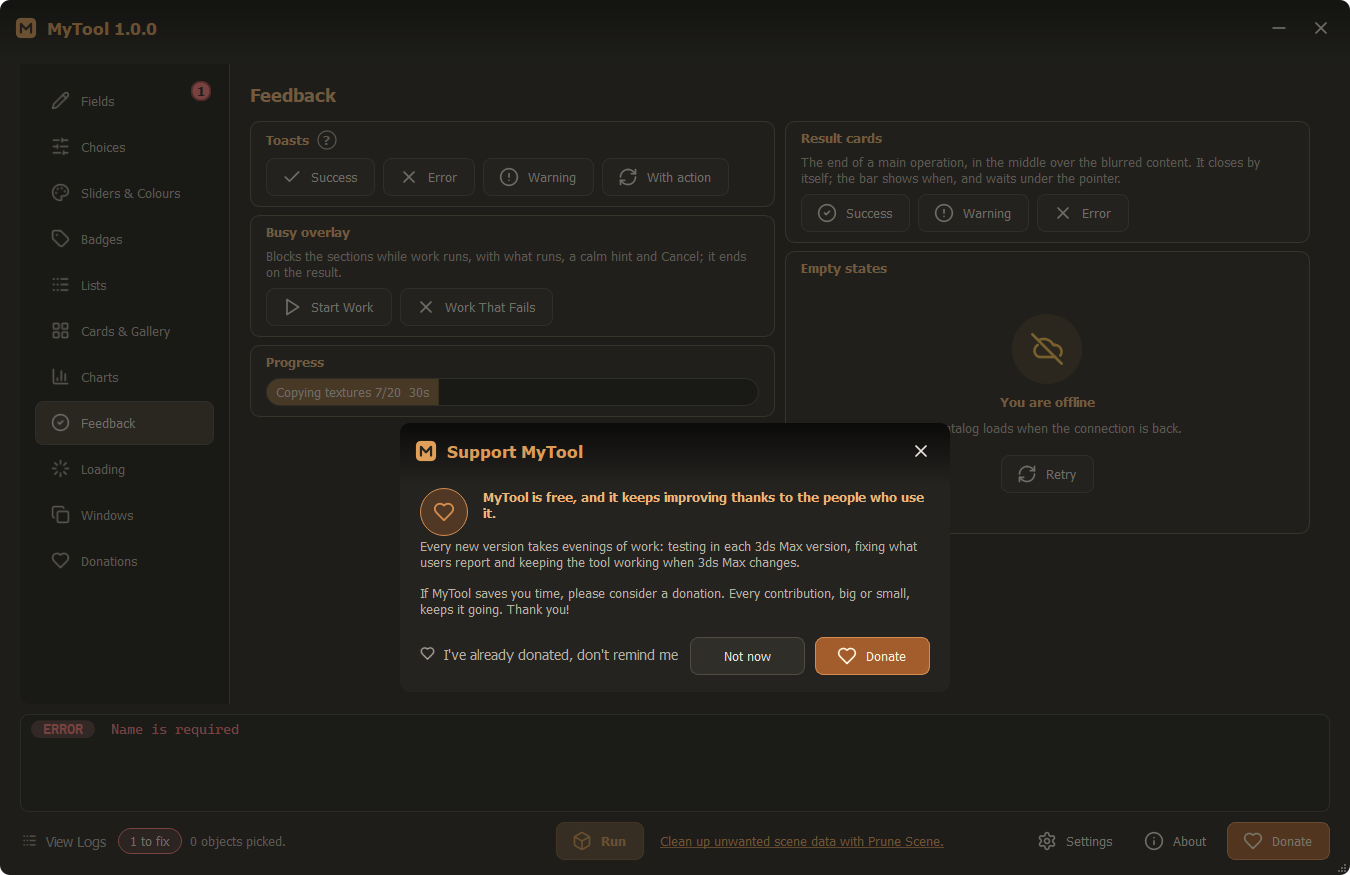 MyTool 1.0.0
Fields
1
Choices
Sliders & Colours
Badges
Lists
Cards & Gallery
Charts
Feedback
Loading
Windows
Donations
Feedback
Toasts ?
Success
Error
Warning
With action
Busy overlay
Blocks the sections while work runs, with what runs, a calm hint and Cancel; it ends
on the result.
Start Work
Work That Fails
Progress
Copying textures 7/20 30s
Result cards
The end of a main operation, in the middle over the blurred content. It closes by
itself; the bar shows when, and waits under the pointer.
Success
Warning
Error
Empty states
You are offline
loads when the connection is back.
Retry
M Support MyTool
MyTool is free, and it keeps improving thanks to the people who use
it.
Every new version takes evenings of work: testing in each 3ds Max version, fixing what
users report and keeping the tool working when 3ds Max changes.
If MyTool saves you time, please consider a donation. Every contribution, big or small,
keeps it going. Thank you!
I've already donated, don't remind me
Not now
Donate
ERROR Name is required
View Logs
1 to fix
0 objects picked.
Run
Clean up unwanted scene data with Prune Scene.
Settings
About
Donate